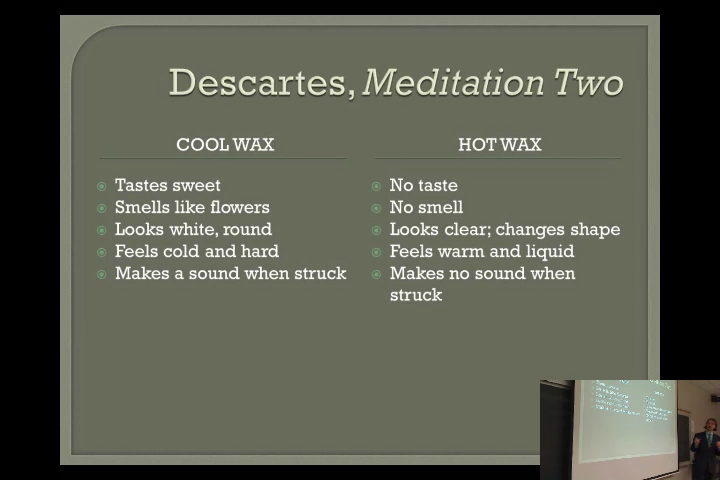 Descartes, Meditation Two
COOL WAX
Tastes sweet
Smells like flowers
Looks white, round
Feels cold and hard
Makes a sound when struck
HOT WAX
No taste
No smell
Looks clear; changes shape
Feels warm and liquid
Makes no sound when
struck